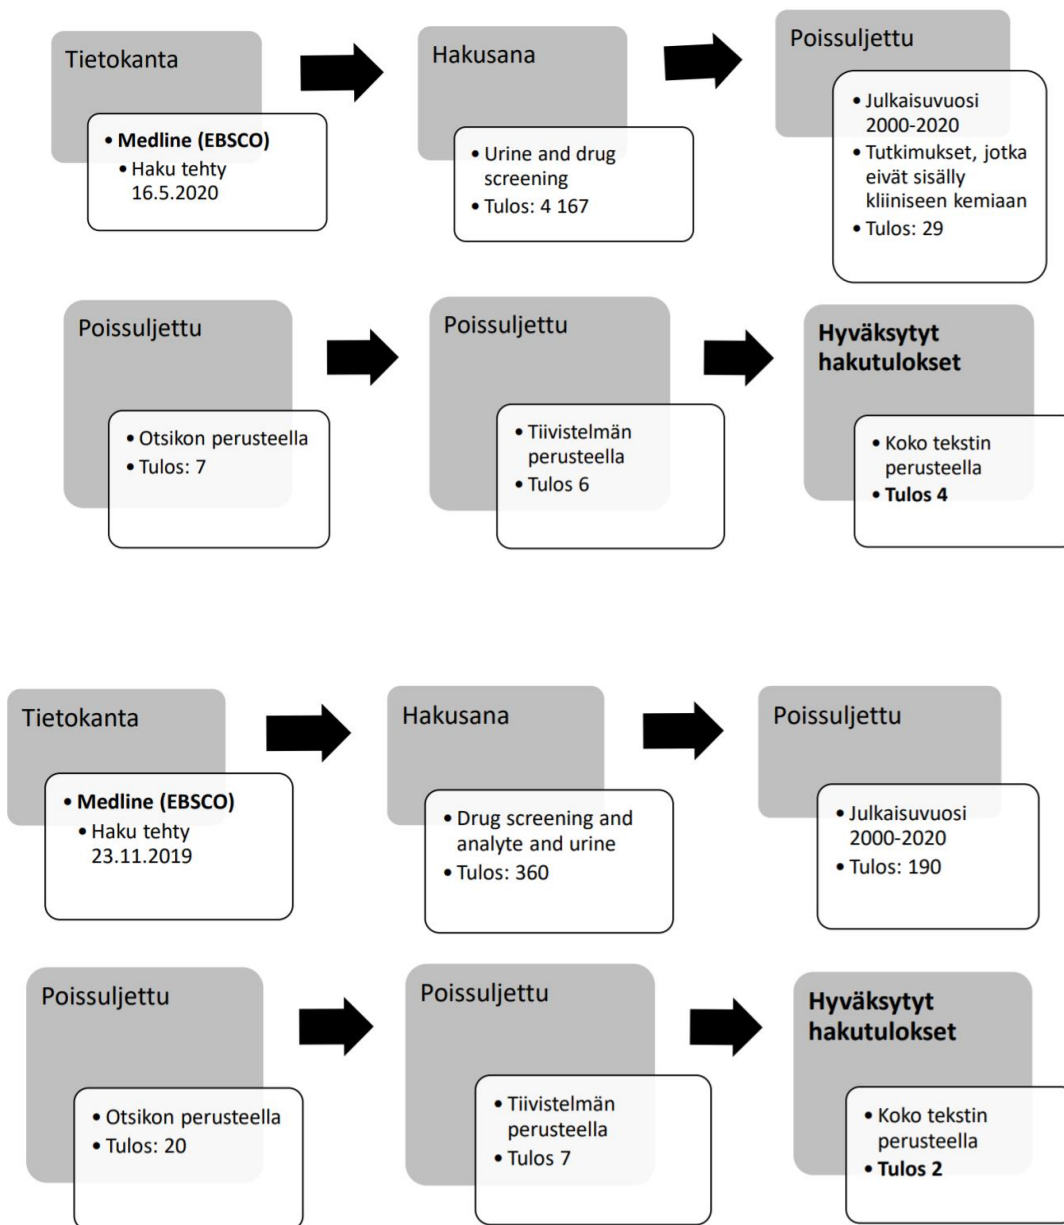 Tietokanta
• Medline (EBSCO)
• Haku tehty
16.5.2020
Hakusana
• Urine and drug
screening
• Tulos: 4 167
Poissuljettu
• Julkaisuvuosi
2000-2020
• Tutkimukset, jotka
eivät sisälly
kliiniseen kemiaan
• Tulos: 29
Poissuljettu
• Otsikon perusteella
• Tulos: 7
Poissuljettu
• Tiivistelmän
perusteella
• Tulos 6
Hyväksytyt
hakutulokset
• Koko tekstin
perusteella
• Tulos 4
Tietokanta
• Medline (EBSCO)
• Haku tehty
23.11.2019
Hakusana
• Drug screening and
analyte and urine
• Tulos: 360
Poissuljettu
• Julkaisuvuosi
2000-2020
• Tulos: 190
Poissuljettu
• Otsikon perusteella
• Tulos: 20
Poissuljettu
• Tiivistelmän
perusteella
• Tulos 7
Hyväksytyt
hakutulokset
• Koko tekstin
perusteella
• Tulos 2